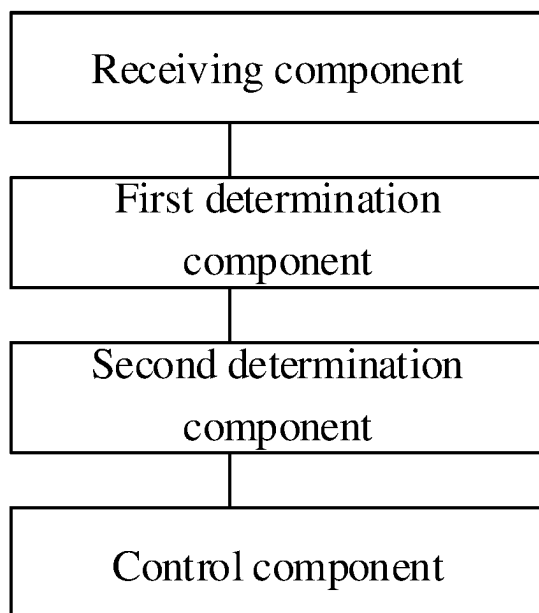 Receiving component
First determination
component
Second determination
component
Control component